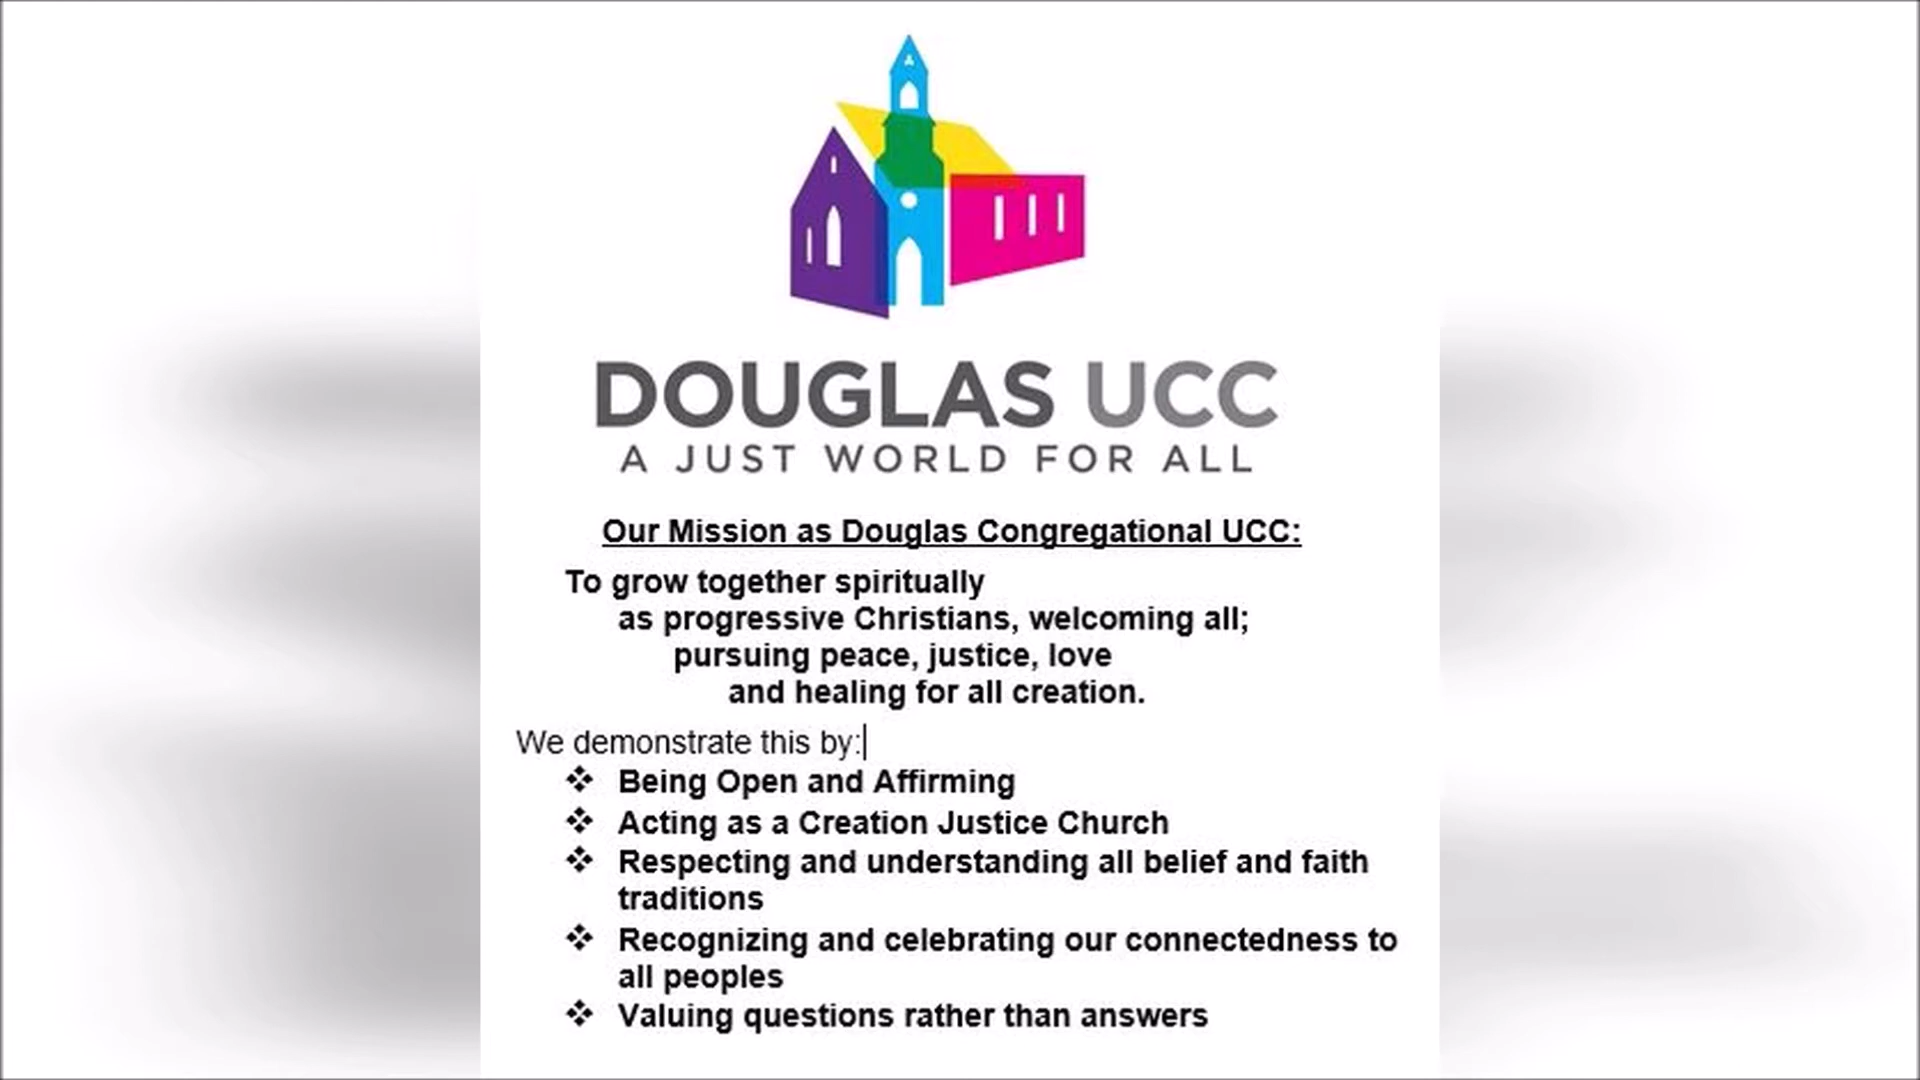 DOUGLAS UCC
A JUST WORLD FOR ALL
Our Mission as Douglas Congregational UCC:
To grow together spiritually
as progressive Christians, welcoming all;
pursuing peace, justice, love
and healing for all creation.
We demonstrate this by:
❖ Being Open and Affirming
❖ Acting as a Creation Justice Church
❖ Respecting and understanding all belief and faith
traditions
❖ Recognizing and celebrating our connectedness to
all peoples
❖ Valuing questions rather than answers